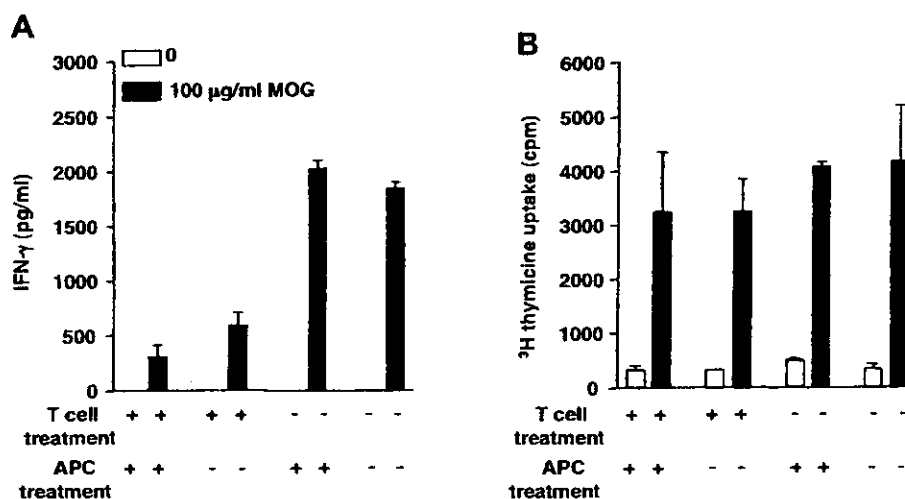 A
0
100 µg/ml MOG
3000
2500
2000
1500
1000
500
0
IFN-γ (pg/ml)
T cell treatment
+ + + + - - - -
APC treatment
+ + - - + + - -
B
6000
5000
4000
3000
2000
1000
0
³H thymicine uptake (cpm)
T cell treatment
+ + + + - - - -
APC treatment
+ + - - + + - -